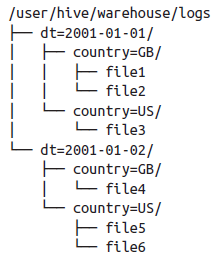 /user/hive/warehouse/logs
├── dt=2001-01-01/
│   ├── country=GB/
│   │   ├── file1
│   │   └── file2
│   └── country=US/
│       └── file3
└── dt=2001-01-02/
    ├── country=GB/
    │   └── file4
    └── country=US/
        ├── file5
        └── file6